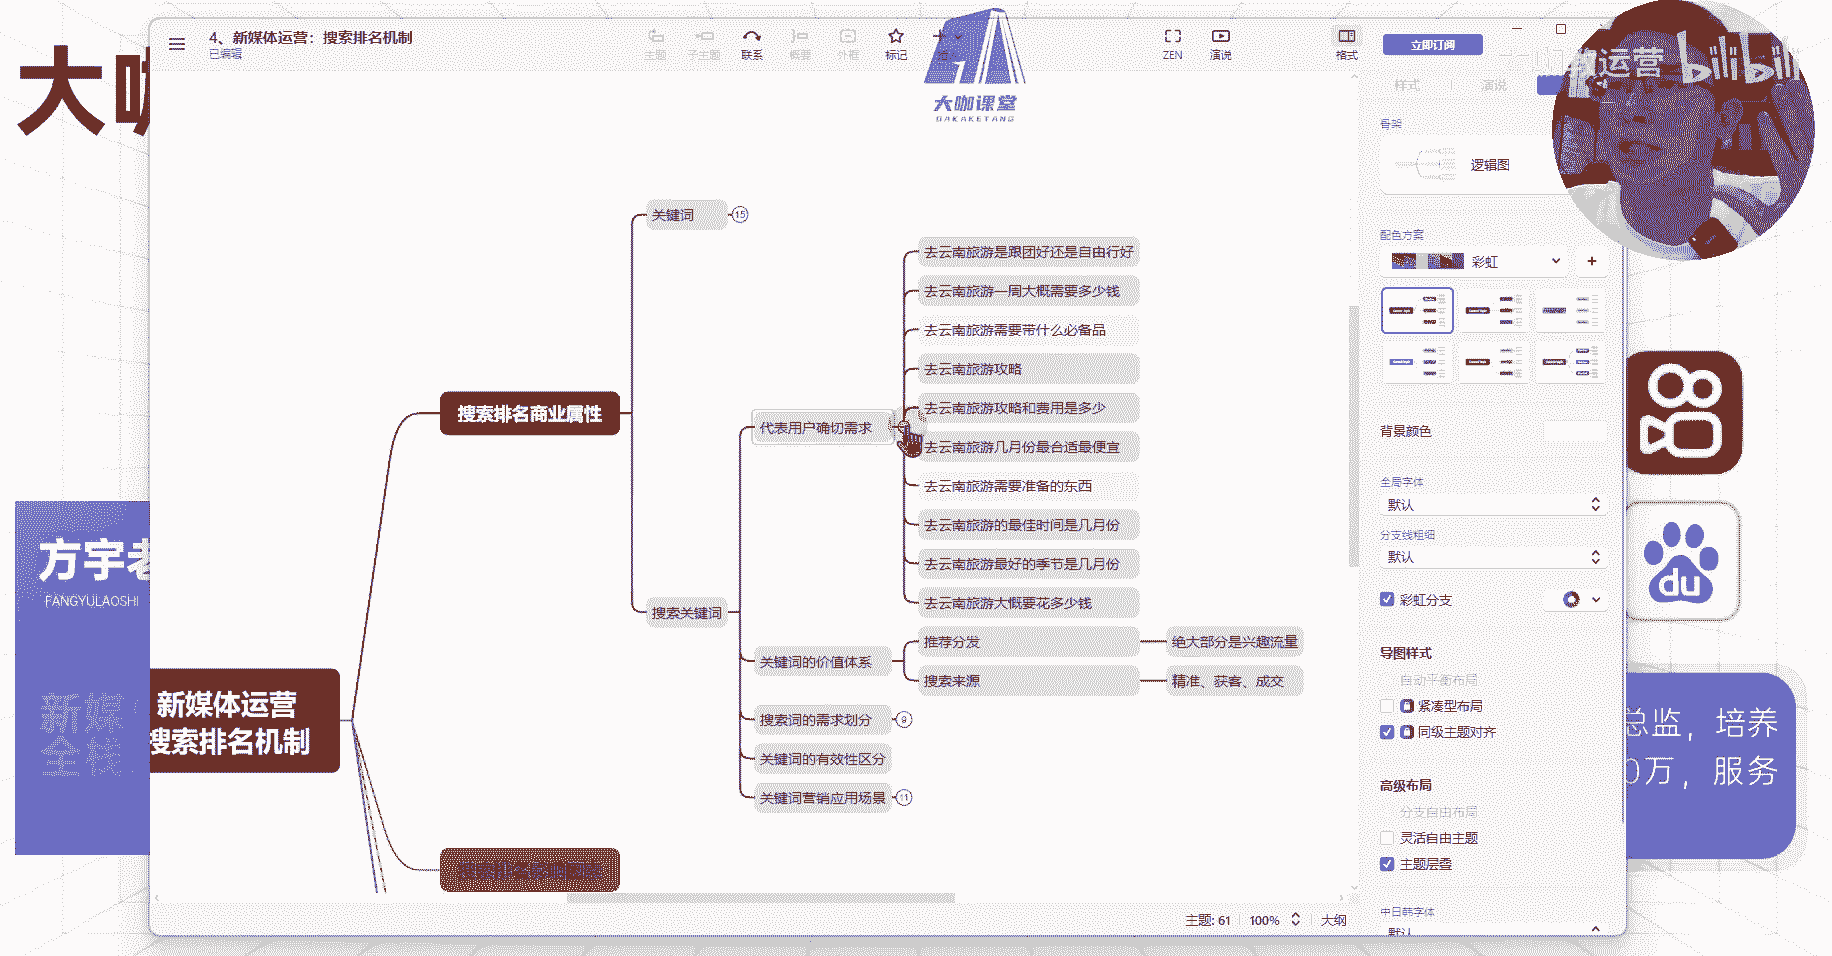 大咖
4、新媒体运营：搜索排名机制
已编辑
主题
子主题
联系
概要
外框
标记
ZEN
演说
格式
立即订阅
大咖课堂
DAKAKETANG
运营
bilibili
样式
演说
骨架
逻辑图
配色方案
彩虹
背景颜色
全局字体
默认
分支线粗细
默认
彩虹分支
导图样式
自动平衡布局
紧凑型布局
同级主题对齐
高级布局
分支自由布局
灵活自由主题
主题层叠
中日韩字体
默认
关键词
15
去云南旅游是跟团好还是自由行好
去云南旅游一周大概需要多少钱
去云南旅游需要带什么必备品
去云南旅游攻略
去云南旅游攻略和费用是多少
去云南旅游几月份最合适最便宜
去云南旅游需要准备的东西
去云南旅游的最佳时间是几月份
去云南旅游最好的季节是几月份
去云南旅游大概要花多少钱
搜索排名商业属性
代表用户确切需求
搜索关键词
关键词的价值体系
推荐分发
绝大部分是兴趣流量
搜索来源
精准、获客、成交
搜索词的需求划分
9
关键词的有效性区分
关键词营销应用场景
11
新媒体运营
搜索排名机制
方宇老
FANGYULAOSHI
新媒
全栈
du
总监，培养
0万，服务
主题: 61
100%
大纲